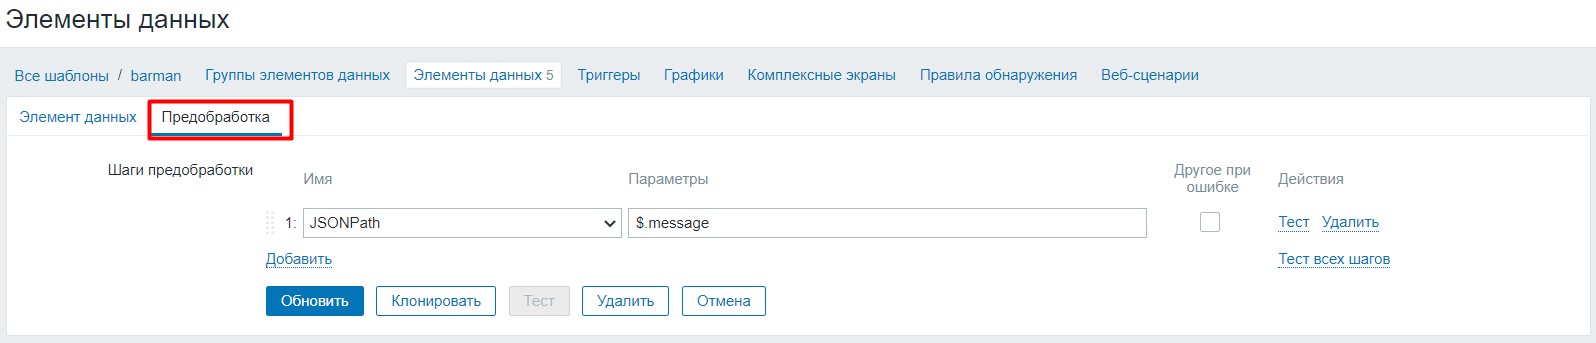 Элементы данных
Все шаблоны / barman Группы элементов данных Элементы данных 5 Триггеры Графики Комплексные экраны Правила обнаружения Веб-сценарии
Элемент данных Предобработка
Шаги предобработки Имя Параметры Другое при ошибке Действия
1: JSONPath $.message Тест Удалить
Добавить Тест всех шагов
Обновить Клонировать Тест Удалить Отмена